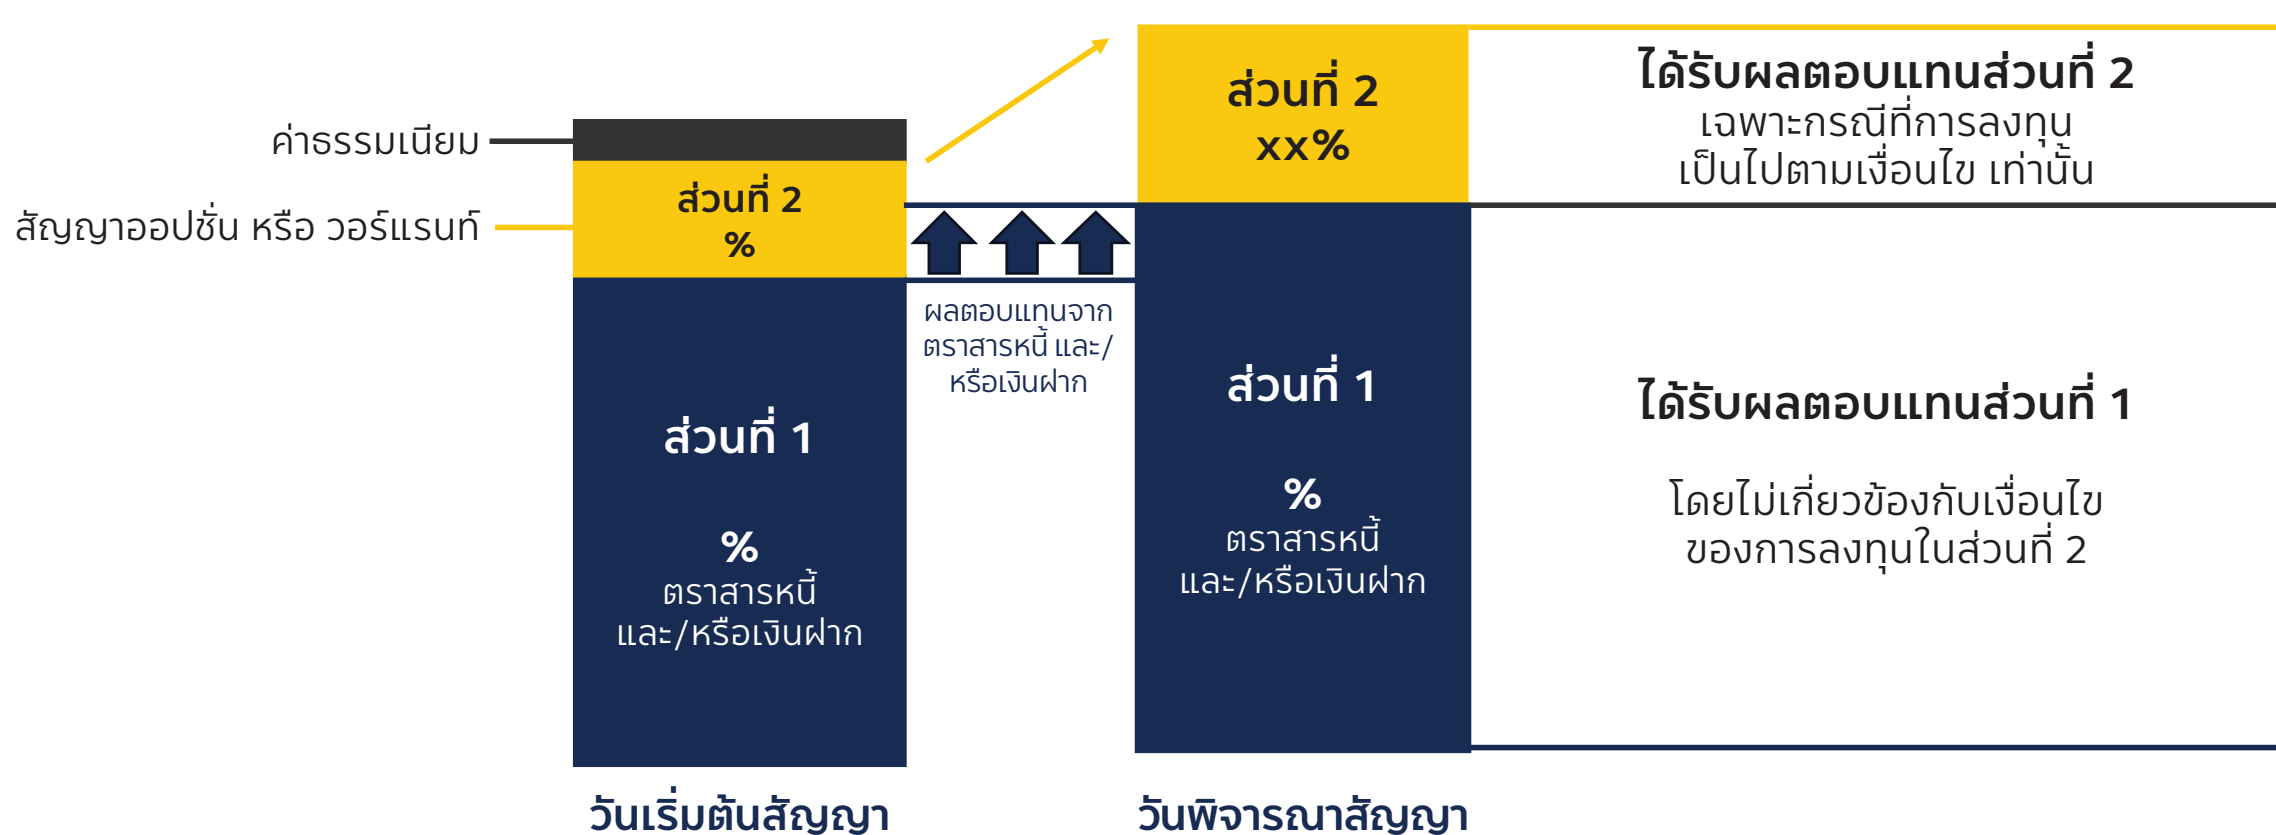 ค่าธรรมเนียม
สัญญาออปชั่น หรือ วอร์แรนท์
ส่วนที่ 2
%
ส่วนที่ 1
%
ตราสารหนี้
และ/หรือเงินฝาก
วันเริ่มต้นสัญญา
ผลตอบแทนจาก
ตราสารหนี้ และ/
หรือเงินฝาก
ส่วนที่ 2
xx%
ส่วนที่ 1
%
ตราสารหนี้
และ/หรือเงินฝาก
วันพิจารณาสัญญา
ได้รับผลตอบแทนส่วนที่ 2
เฉพาะกรณีที่การลงทุน
เป็นไปตามเงื่อนไข เท่านั้น
ได้รับผลตอบแทนส่วนที่ 1
โดยไม่เกี่ยวข้องกับเงื่อนไข
ของการลงทุนในส่วนที่ 2